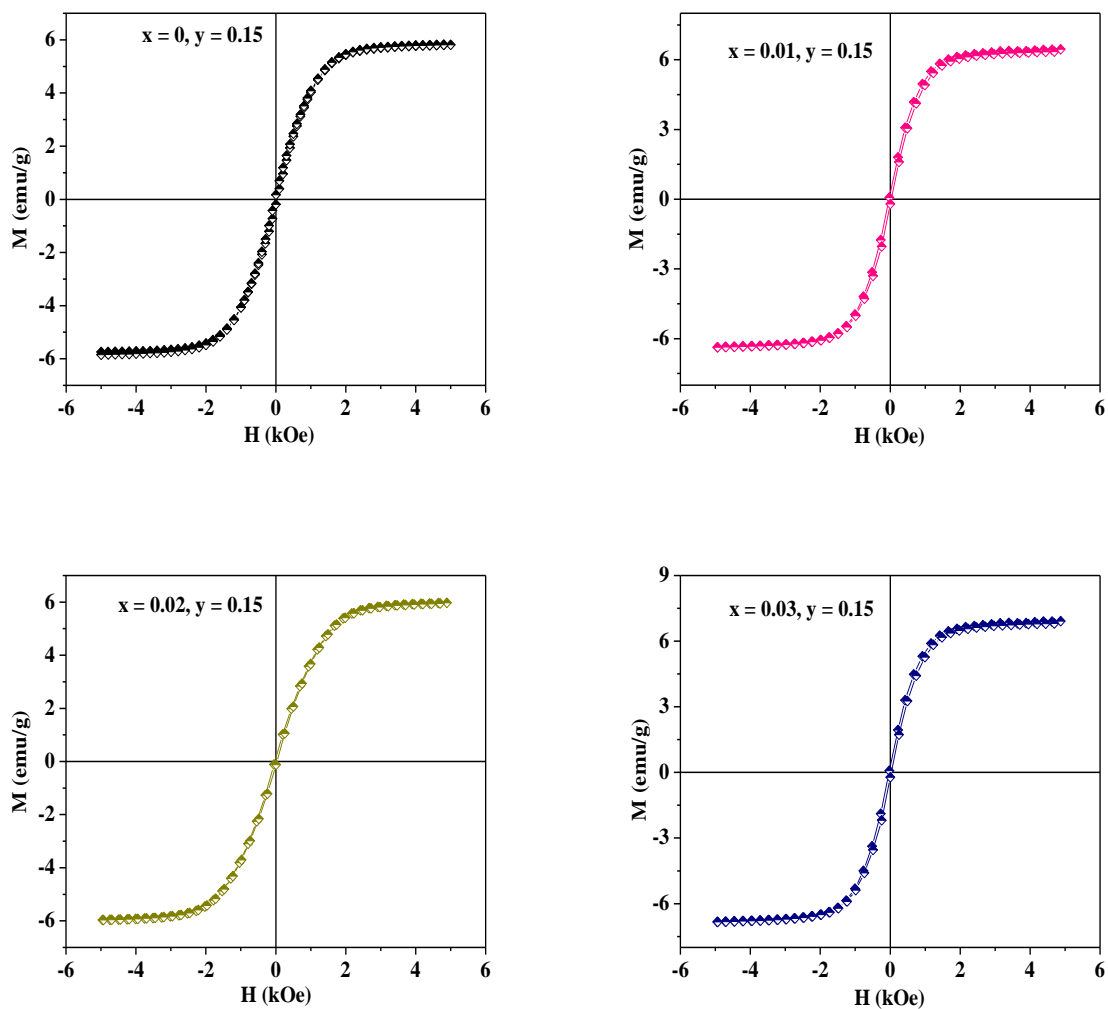 x = 0, y = 0.15
6
4
2
0
-2
-4
-6
M (emu/g)
-6 -4 -2 0 2 4 6
H (kOe)
x = 0.01, y = 0.15
6
3
0
-3
-6
M (emu/g)
-6 -4 -2 0 2 4 6
H (kOe)
x = 0.02, y = 0.15
6
4
2
0
-2
-4
-6
M (emu/g)
-6 -4 -2 0 2 4 6
H (kOe)
x = 0.03, y = 0.15
9
6
3
0
-3
-6
M (emu/g)
-6 -4 -2 0 2 4 6
H (kOe)